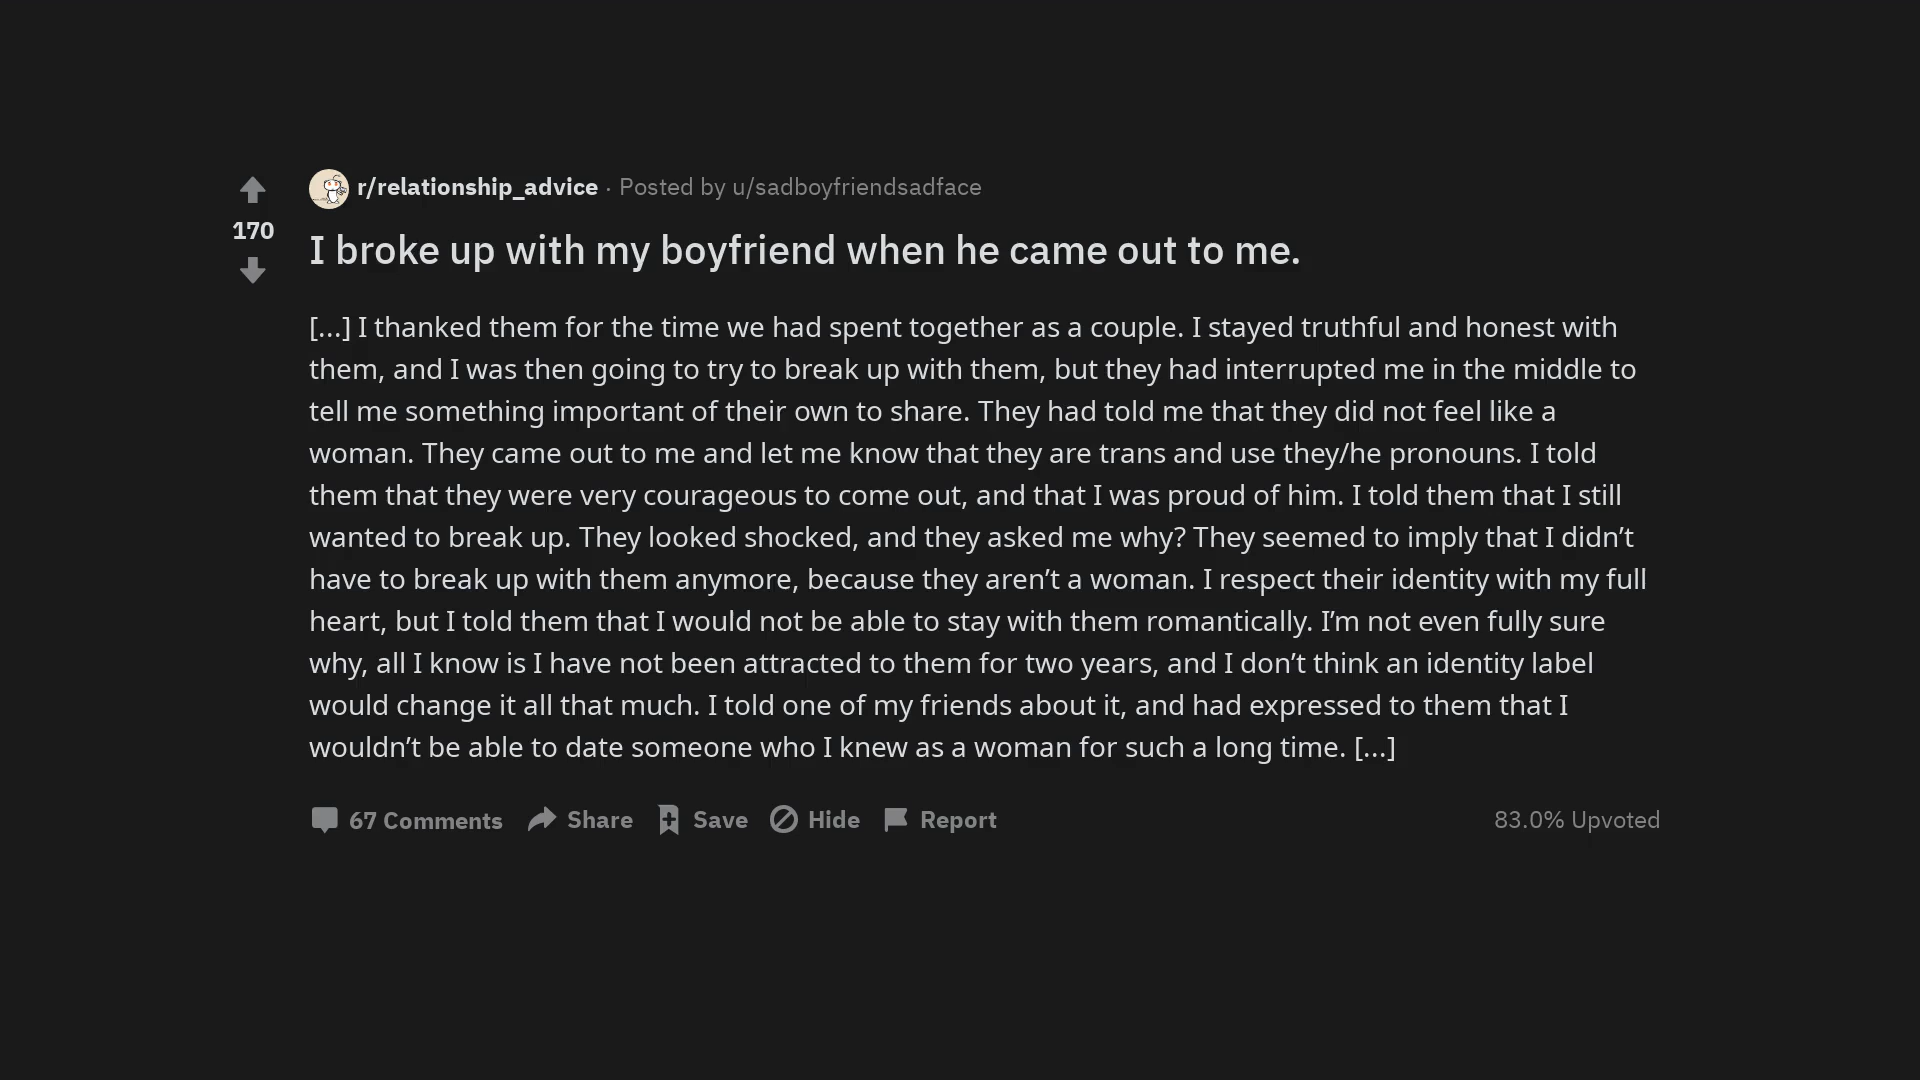 r/relationship_advice · Posted by u/sadboyfriendsadface
170
I broke up with my boyfriend when he came out to me.
[...] I thanked them for the time we had spent together as a couple. I stayed truthful and honest with
them, and I was then going to try to break up with them, but they had interrupted me in the middle to
tell me something important of their own to share. They had told me that they did not feel like a
woman. They came out to me and let me know that they are trans and use they/he pronouns. I told
them that they were very courageous to come out, and that I was proud of him. I told them that I still
wanted to break up. They looked shocked, and they asked me why? They seemed to imply that I didn’t
have to break up with them anymore, because they aren’t a woman. I respect their identity with my full
heart, but I told them that I would not be able to stay with them romantically. I’m not even fully sure
why, all I know is I have not been attracted to them for two years, and I don’t think an identity label
would change it all that much. I told one of my friends about it, and had expressed to them that I
wouldn’t be able to date someone who I knew as a woman for such a long time. [...]
67 Comments Share Save Hide Report 83.0% Upvoted